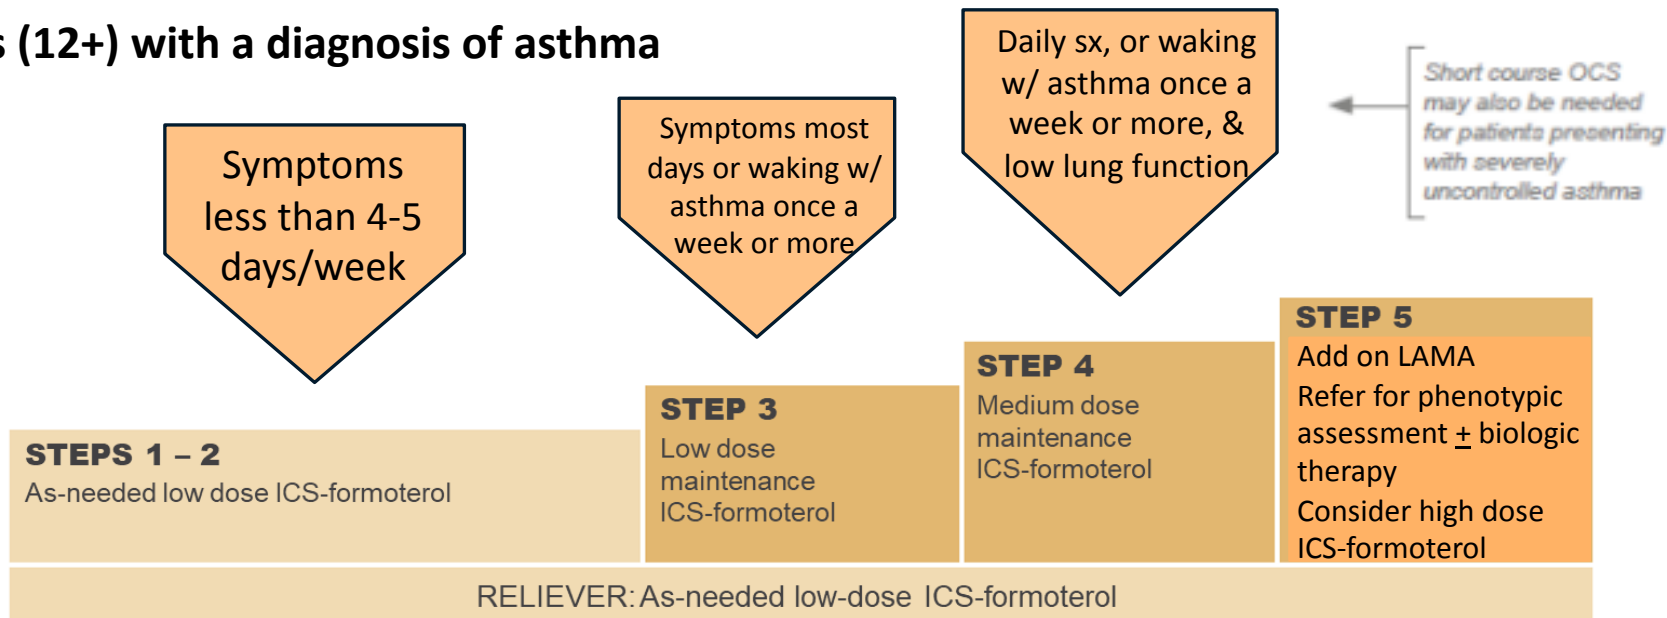 s (12+) with a diagnosis of asthma
Symptoms
less than 4-5
days/week
Symptoms most
days or waking w/
asthma once a
week or more
Daily sx, or waking
w/ asthma once a
week or more, &
low lung function
Short course OCS
may also be needed
for patients presenting
with severely
uncontrolled asthma
STEPS 1 – 2
As-needed low dose ICS-formoterol
STEP 3
Low dose
maintenance
ICS-formoterol
STEP 4
Medium dose
maintenance
ICS-formoterol
STEP 5
Add on LAMA
Refer for phenotypic
assessment + biologic
therapy
Consider high dose
ICS-formoterol
RELIEVER: As-needed low-dose ICS-formoterol